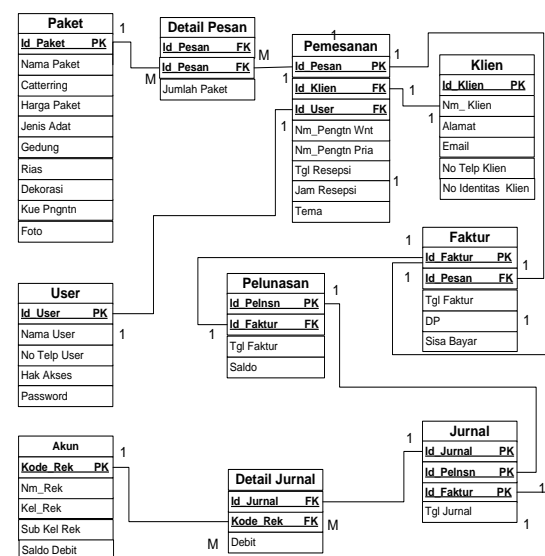 Paket
Id_Paket PK
Nama Paket
Catterring
Harga Paket
Jenis Adat
Gedung
Rias
Dekorasi
Kue Pngntn
Foto
1
M
Detail Pesan
Id_Pesan FK
Id_Pesan FK
Jumlah Paket
M
1
Pemesanan
Id_Pesan PK
Id_Klien FK
Id_User FK
Nm_Pengtn Wnt
Nm_Pengtn Pria
Tgl Resepsi
Jam Resepsi
Tema
1
1
1
1
1
1
Klien
Id_Klien PK
Nm_ Klien
Alamat
Email
No Telp Klien
No Identitas Klien
User
Id_User PK
Nama User
No Telp User
Hak Akses
Password
1
Pelunasan
Id_Pelnsn PK
Id_Faktur FK
Tgl Faktur
Saldo
1
1
Faktur
Id_Faktur PK
Id_Pesan FK
Tgl Faktur
DP
Sisa Bayar
1
1
1
1
Akun
Kode_Rek PK
Nm_Rek
Kel_Rek
Sub Kel Rek
Saldo Debit
1
Detail Jurnal
Id_Jurnal FK
Kode_Rek FK
Debit
M
M
Jurnal
Id_Jurnal PK
Id_Pelnsn PK
Id_Faktur PK
Tgl Jurnal
1
1
1